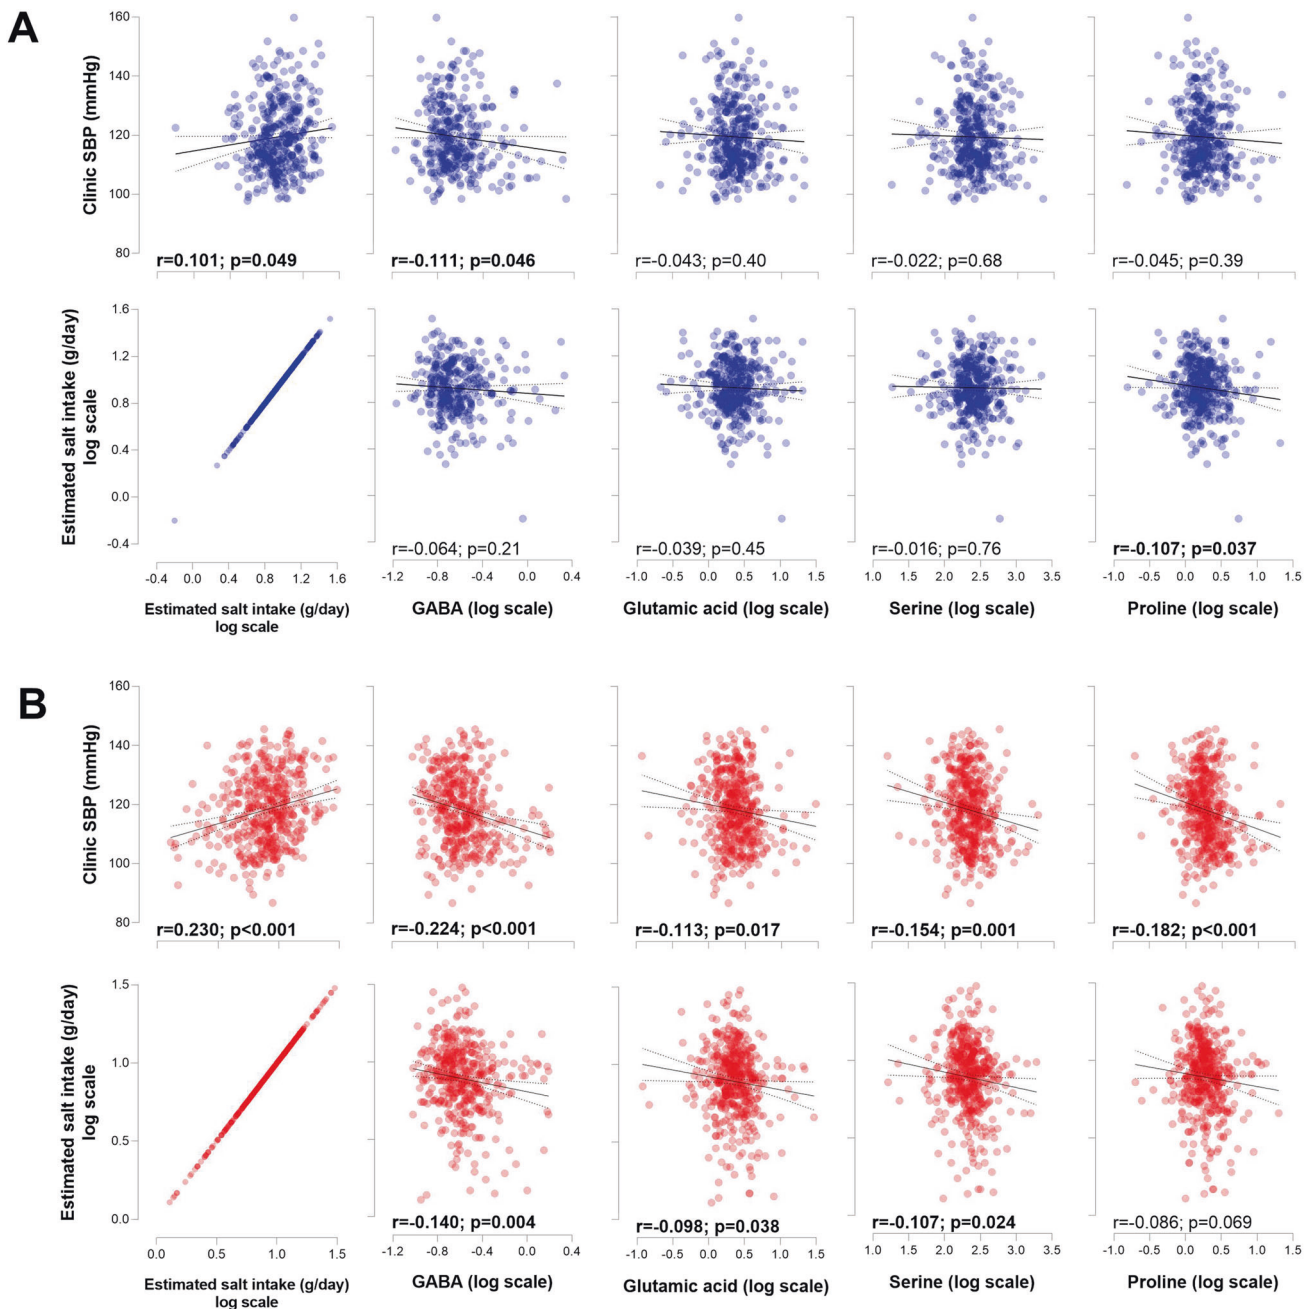 A
Clinic SBP (mmHg)
160
140
120
100
80
r=0.101; p=0.049
r=-0.111; p=0.046
r=-0.043; p=0.40
r=-0.022; p=0.68
r=-0.045; p=0.39
Estimated salt intake (g/day)
log scale
1.6
1.2
0.8
0.4
0.0
-0.4
r=-0.064; p=0.21
r=-0.039; p=0.45
r=-0.016; p=0.76
r=-0.107; p=0.037
-0.4 0.0 0.4 0.8 1.2 1.6
-1.2 -0.8 -0.4 0.0 0.4
-1.0 -0.5 0.0 0.5 1.0 1.5
1.0 1.5 2.0 2.5 3.0 3.5
-1.0 -0.5 0.0 0.5 1.0 1.5
Estimated salt intake (g/day)
log scale
GABA (log scale)
Glutamic acid (log scale)
Serine (log scale)
Proline (log scale)
B
Clinic SBP (mmHg)
160
140
120
100
80
r=0.230; p<0.001
r=-0.224; p<0.001
r=-0.113; p=0.017
r=-0.154; p=0.001
r=-0.182; p<0.001
Estimated salt intake (g/day)
log scale
1.5
1.0
0.5
0.0
r=-0.140; p=0.004
r=-0.098; p=0.038
r=-0.107; p=0.024
r=-0.086; p=0.069
0.0 0.5 1.0 1.5
-1.2 -0.8 -0.4 0.0 0.4
-1.0 -0.5 0.0 0.5 1.0 1.5
1.0 1.5 2.0 2.5 3.0 3.5
-1.0 -0.5 0.0 0.5 1.0 1.5
Estimated salt intake (g/day)
log scale
GABA (log scale)
Glutamic acid (log scale)
Serine (log scale)
Proline (log scale)